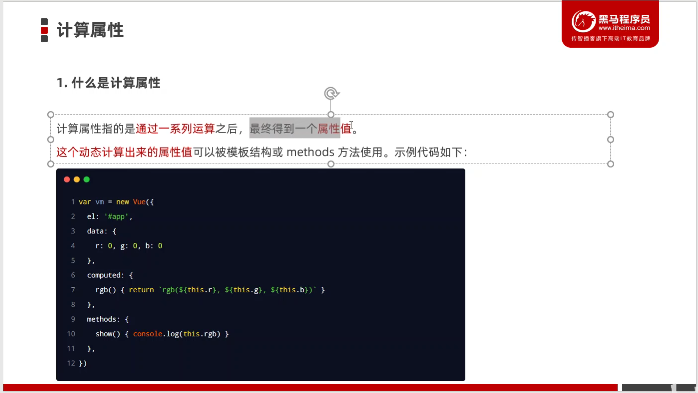 计算属性
黑马程序员
www.itheima.com
传智播客旗下高端IT教育品牌
1. 什么是计算属性
计算属性指的是通过一系列运算之后，最终得到一个属性值。
这个动态计算出来的属性值可以被模板结构或 methods 方法使用。示例代码如下：
1 var vm = new Vue({
2 el: '#app',
3 data: {
4 r: 0, g: 0, b: 0
5 },
6 computed: {
7 rgb() { return `rgb(${this.r}, ${this.g}, ${this.b})` }
8 },
9 methods: {
10 show() { console.log(this.rgb) }
11 },
12 })